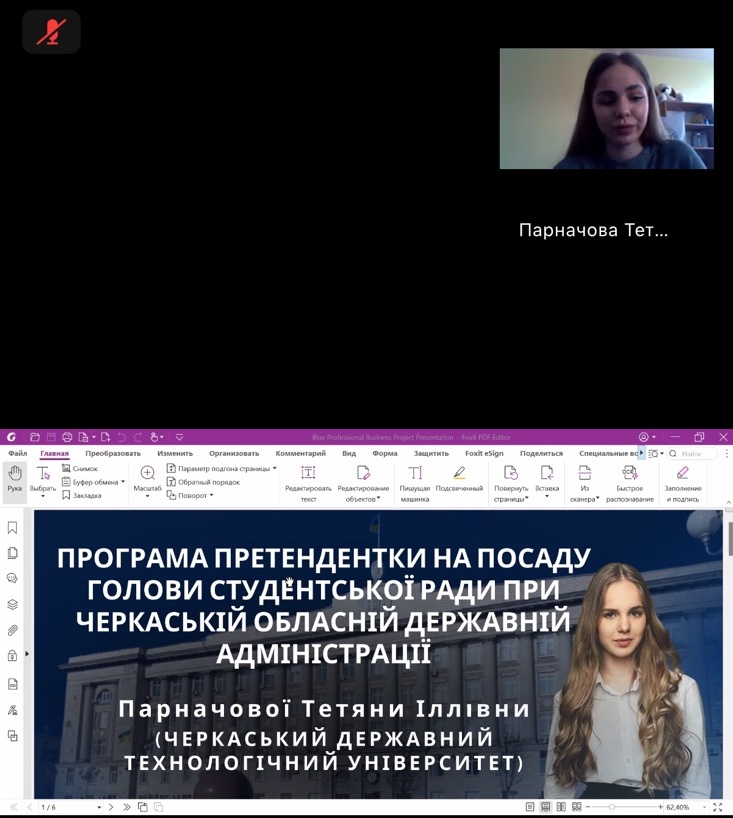 Парначова Тет...
Blue Professional Business Project Presentation - Foxit PDF Editor
Файл Главная Преобразовать Изменить Организовать Комментарий Вид Форма Защитить Foxit eSign Поделиться Специальные во Найти
Снимок
Буфер обмена
Закладка
Рука Выбрать
Масштаб
Параметр подгона страницы
Обратный порядок
Поворот
Редактировать текст
Редактирование объектов
Пишущая машинка
Подсвеченный
Повернуть страницы
Вставка
Из сканера
Быстрое распознавание
Заполнение и подпись
ПРОГРАМА ПРЕТЕНДЕНТКИ НА ПОСАДУ
ГОЛОВИ СТУДЕНТСЬКОЇ РАДИ ПРИ
ЧЕРКАСЬКІЙ ОБЛАСНІЙ ДЕРЖАВНІЙ
АДМІНІСТРАЦІЇ
Парначової Тетяни Іллівни
(ЧЕРКАСЬКИЙ ДЕРЖАВНИЙ
ТЕХНОЛОГІЧНИЙ УНІВЕРСИТЕТ)
1 / 6
62,40%